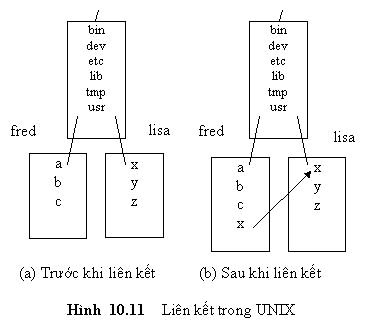 /
bin
dev
etc
lib
tmp
usr
fred
lisa
a
b
c
x
y
z
(a) Trước khi liên kết
/
bin
dev
etc
lib
tmp
usr
fred
lisa
a
b
c
x
x
y
z
(b) Sau khi liên kết
Hình 10.11 Liên kết trong UNIX